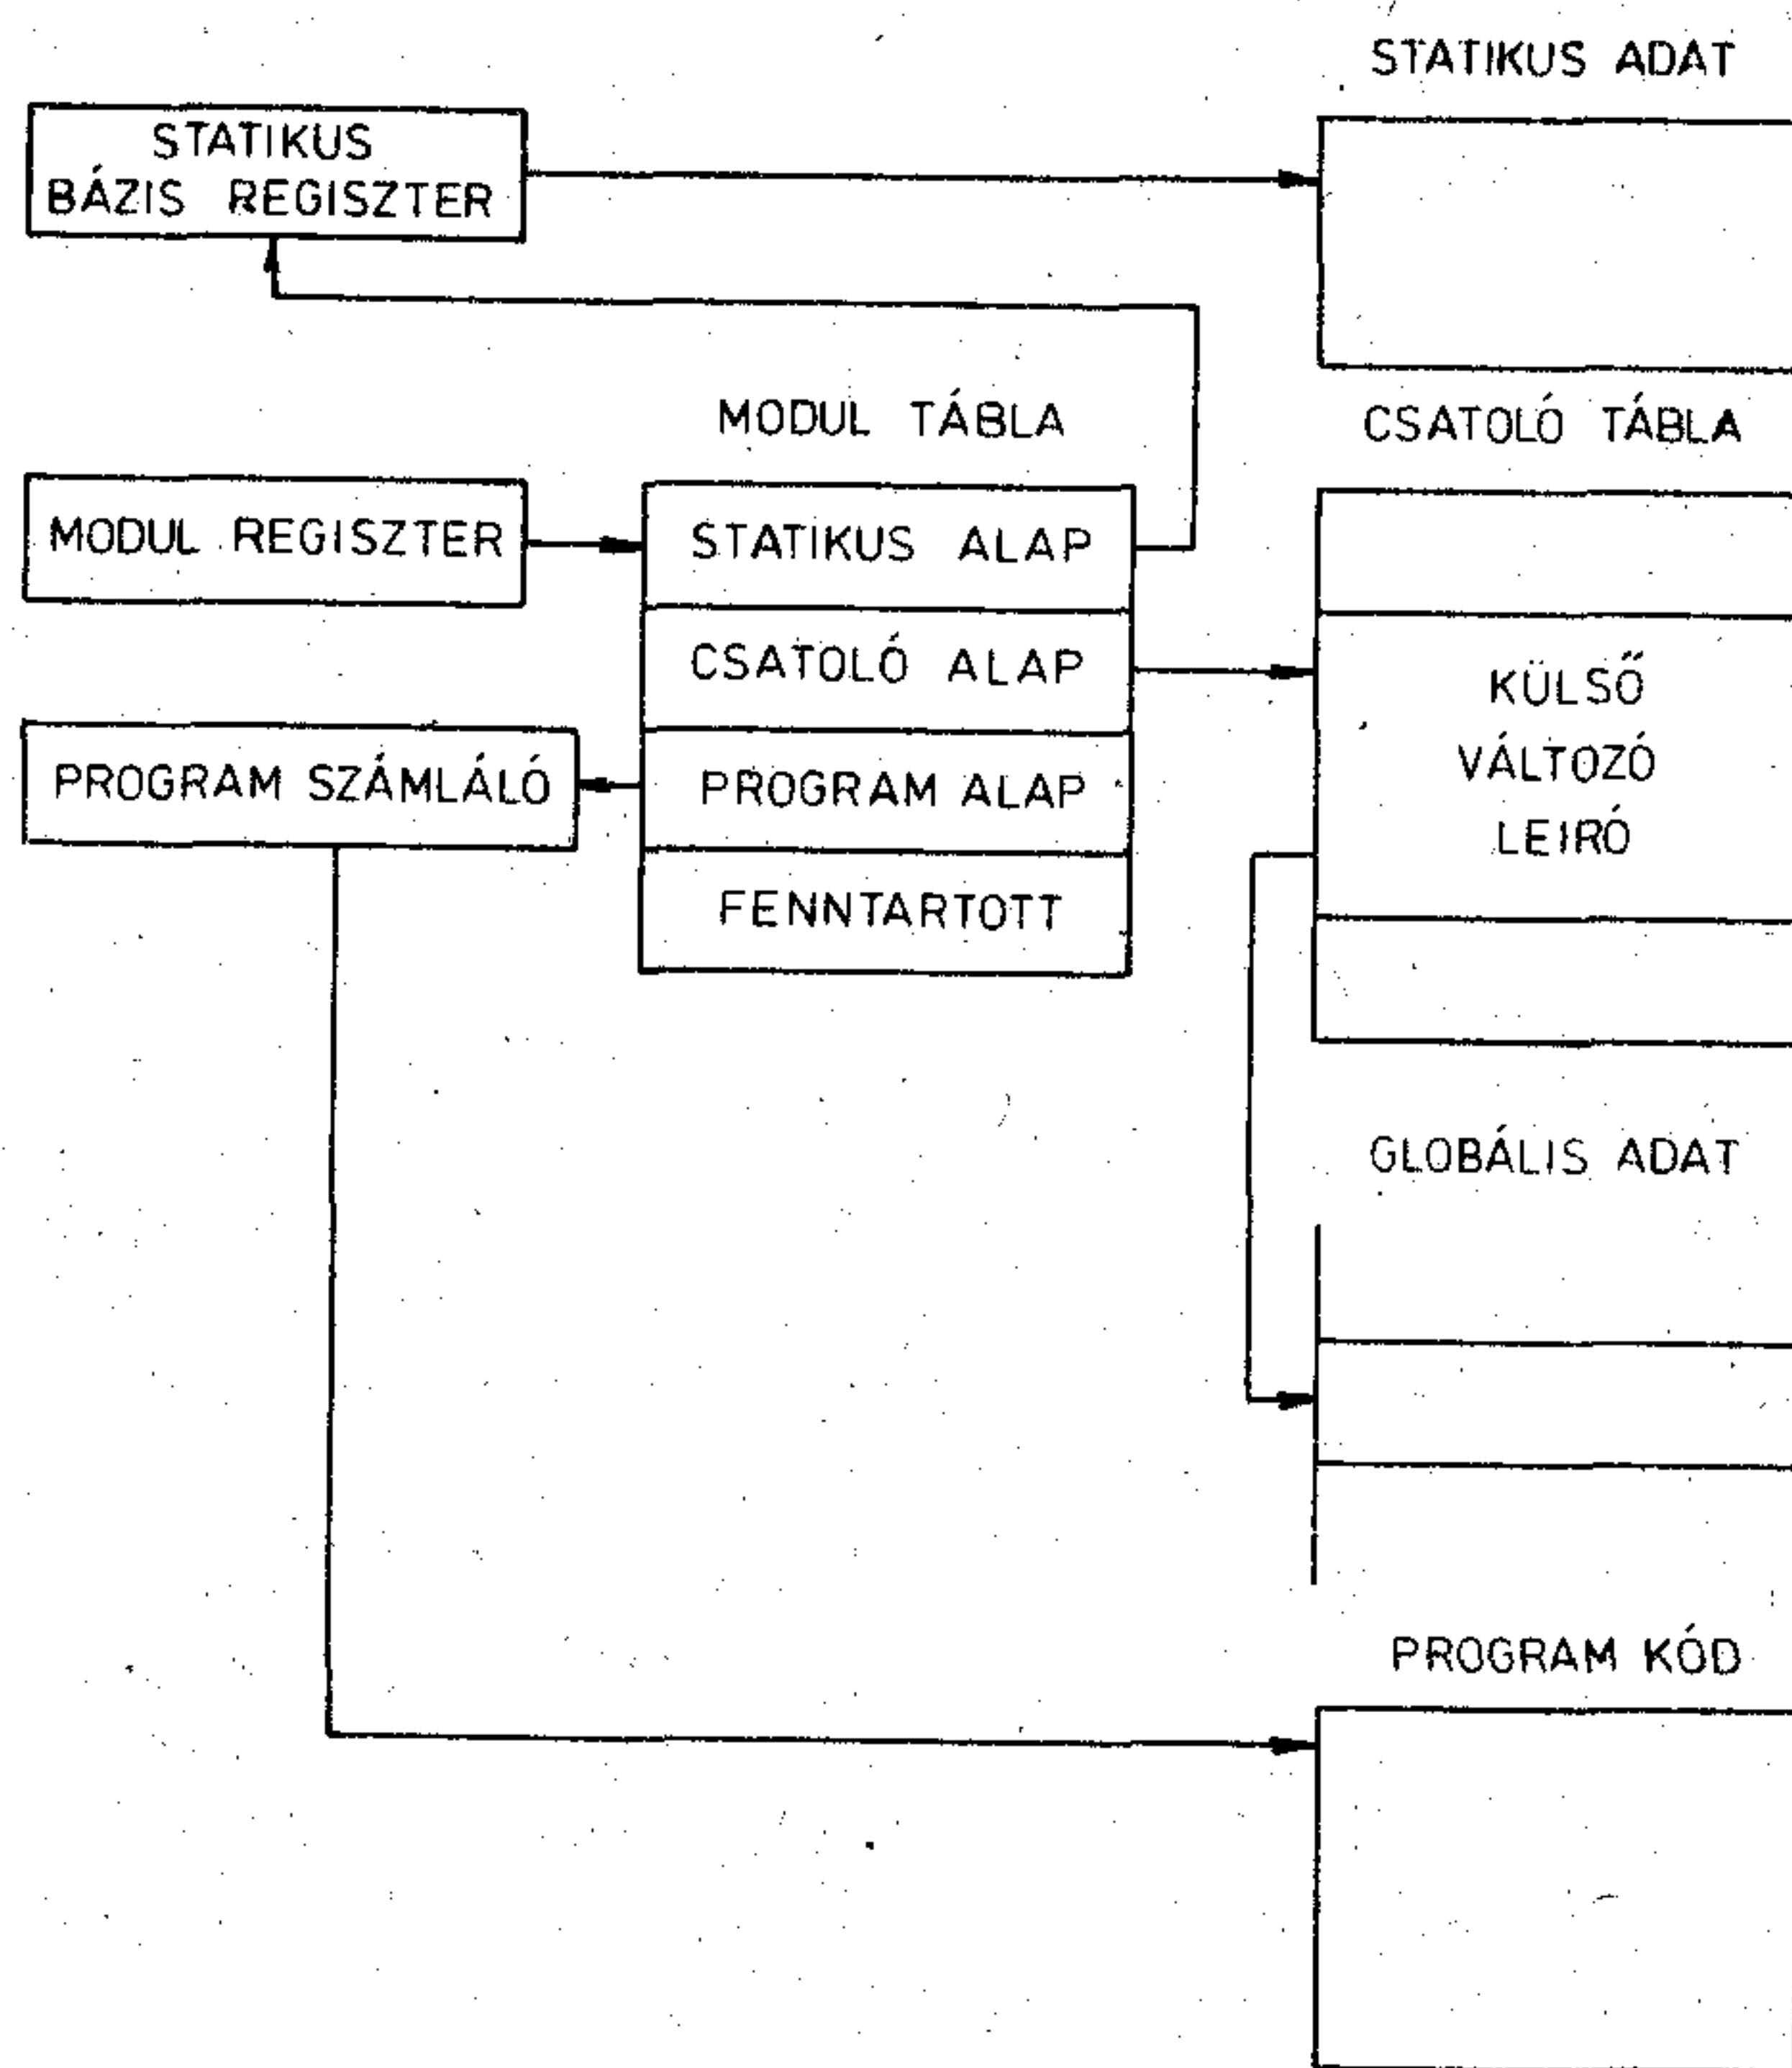 STATIKUS ADAT
STATIKUS
BÁZIS REGISZTER
MODUL TÁBLA
CSATOLÓ TÁBLA
MODUL REGISZTER
STATIKUS ALAP
CSATOLÓ ALAP
KÜLSŐ
VÁLTOZÓ
LEIRÓ
PROGRAM SZÁMLÁLÓ
PROGRAM ALAP
FENNTARTOTT
GLOBÁLIS ADAT
PROGRAM KÓD